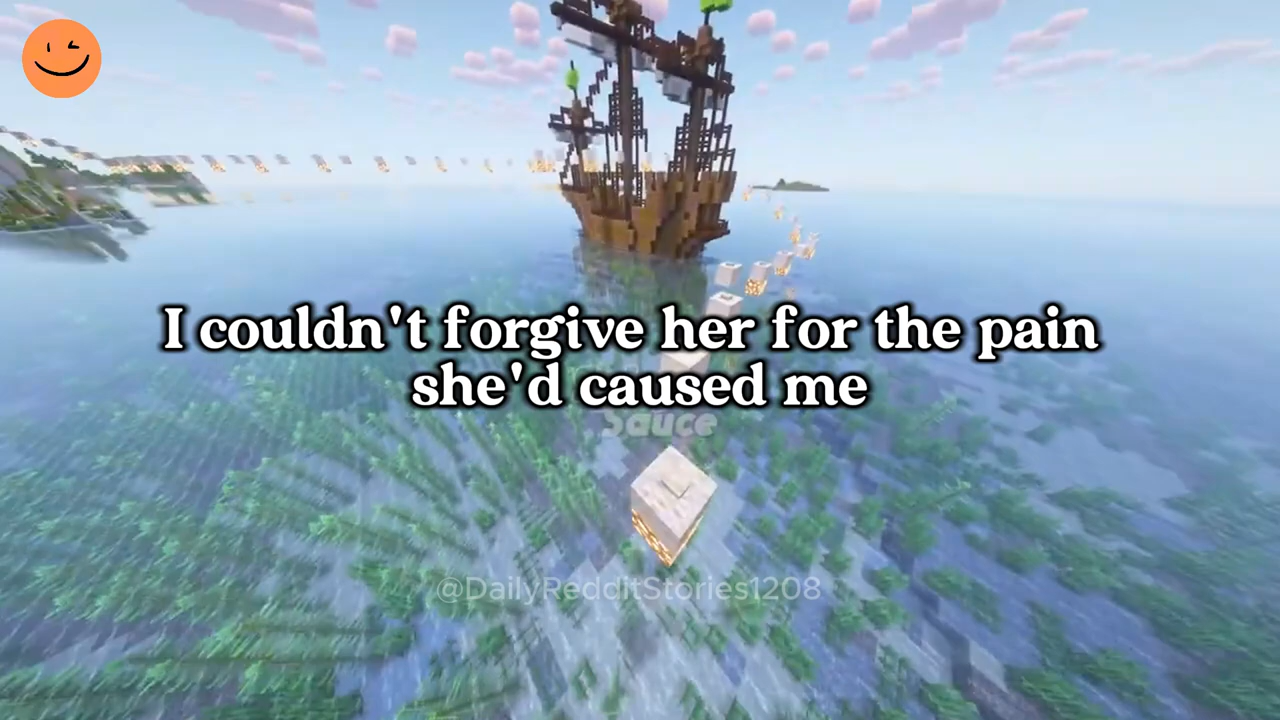 I couldn't forgive her for the pain
she'd caused me
Sauce
@DailyRedditStories1208